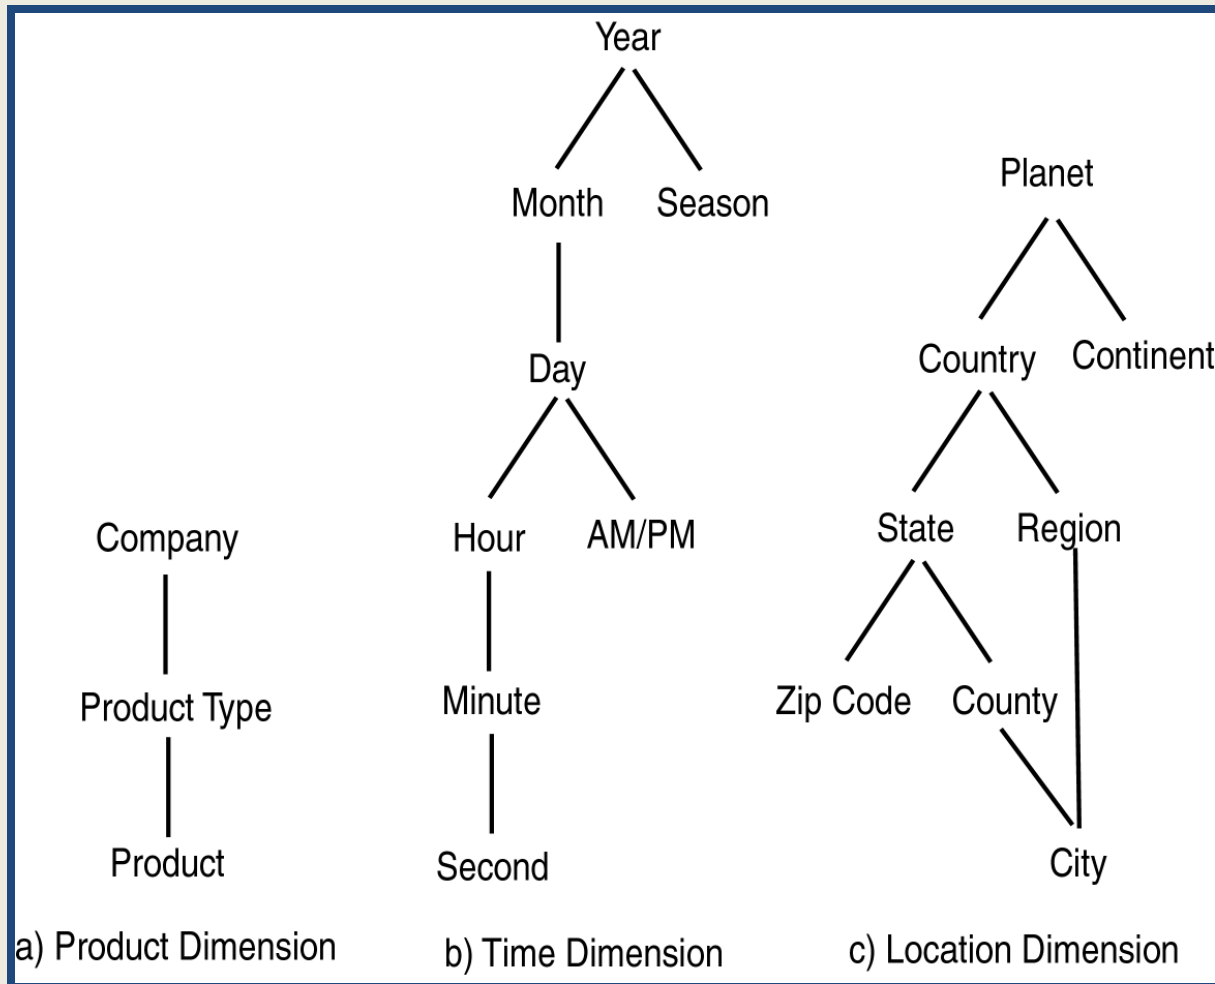 Year
Month Season
Day
Hour AM/PM
Minute
Second
Planet
Country Continent
State Region
Zip Code County
City
Company
Product Type
Product
a) Product Dimension
b) Time Dimension
c) Location Dimension